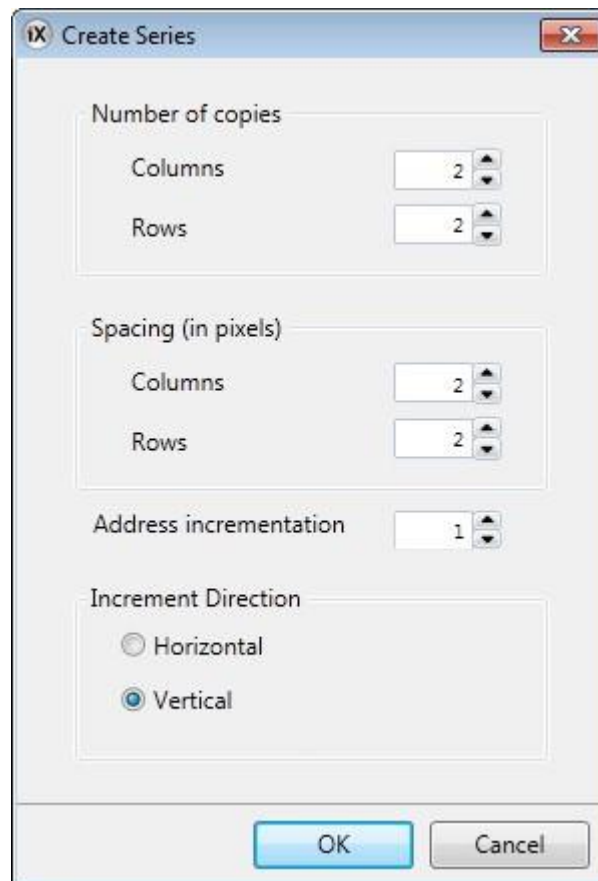 iX Create Series
Number of copies
Columns 2
Rows 2
Spacing (in pixels)
Columns 2
Rows 2
Address incrementation 1
Increment Direction
Horizontal
Vertical
OK Cancel